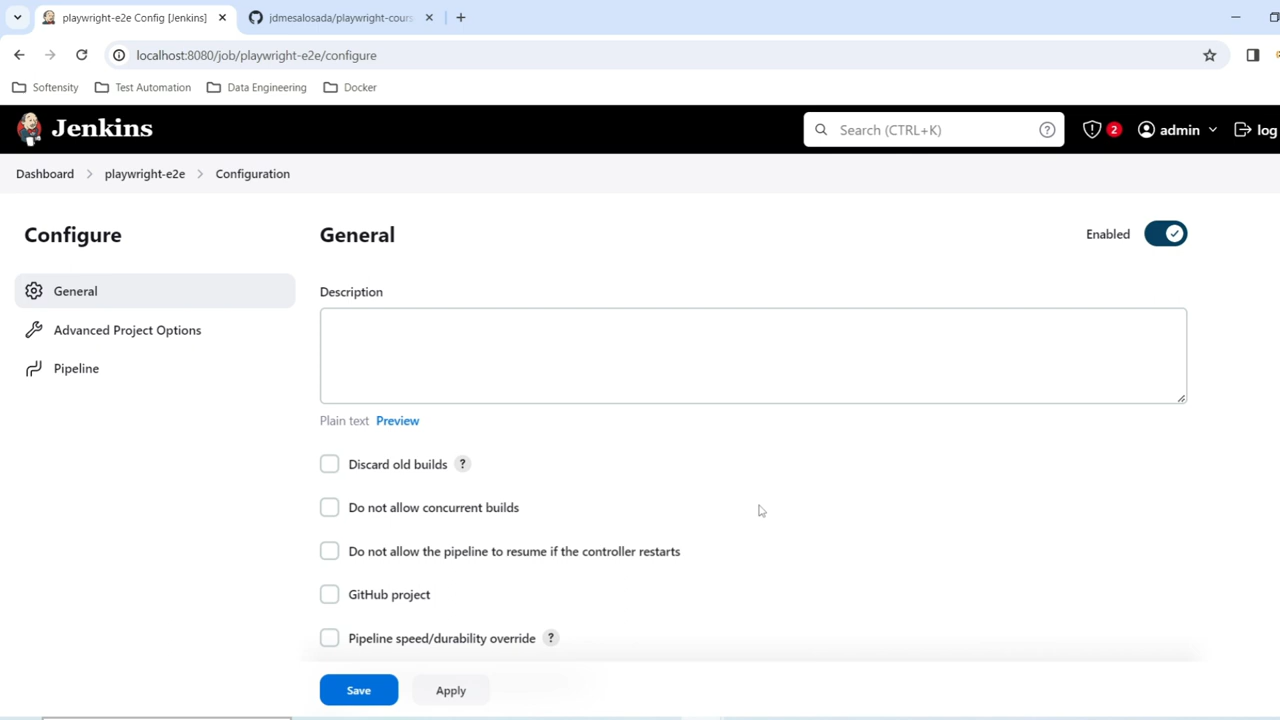 playwright-e2e Config [Jenkins]
jdmesalosada/playwright-cours
localhost:8080/job/playwright-e2e/configure
Softensity
Test Automation
Data Engineering
Docker
Jenkins
Search (CTRL+K)
?
2
admin
log
Dashboard
playwright-e2e
Configuration
Configure
General
Enabled
General
Advanced Project Options
Pipeline
Description
Plain text Preview
Discard old builds ?
Do not allow concurrent builds
Do not allow the pipeline to resume if the controller restarts
GitHub project
Pipeline speed/durability override ?
Save
Apply